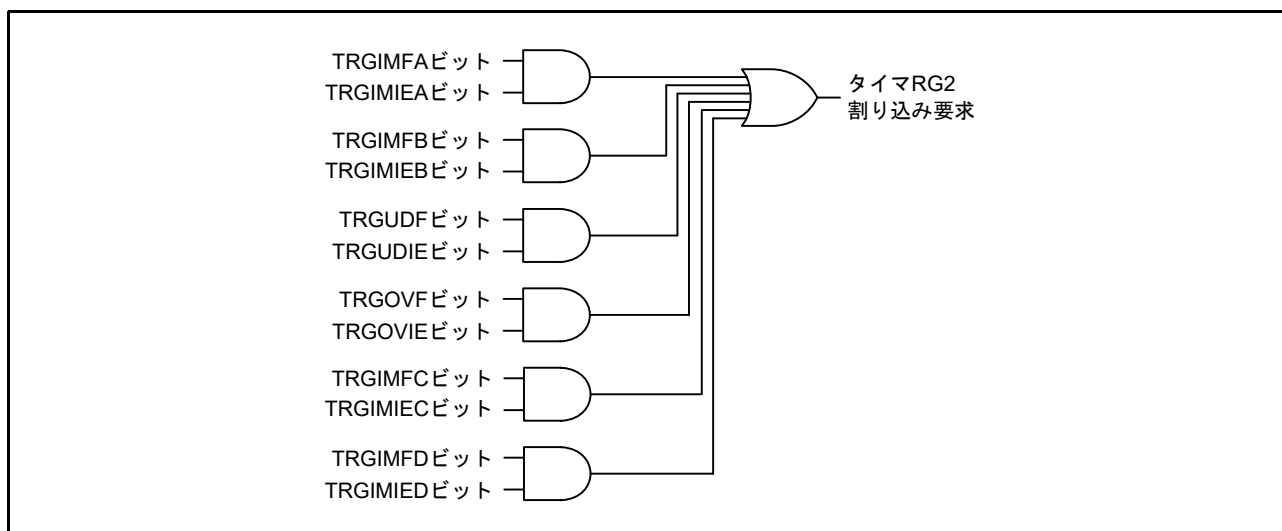 TRGIMFAビット
TRGIMIEAビット
TRGIMFBビット
TRGIMIEBビット
TRGUDFビット
TRGUDIEビット
TRGOVFビット
TRGOVIEビット
TRGIMFCビット
TRGIMIECビット
TRGIMFDビット
TRGIMIEDビット
タイマRG2
割り込み要求